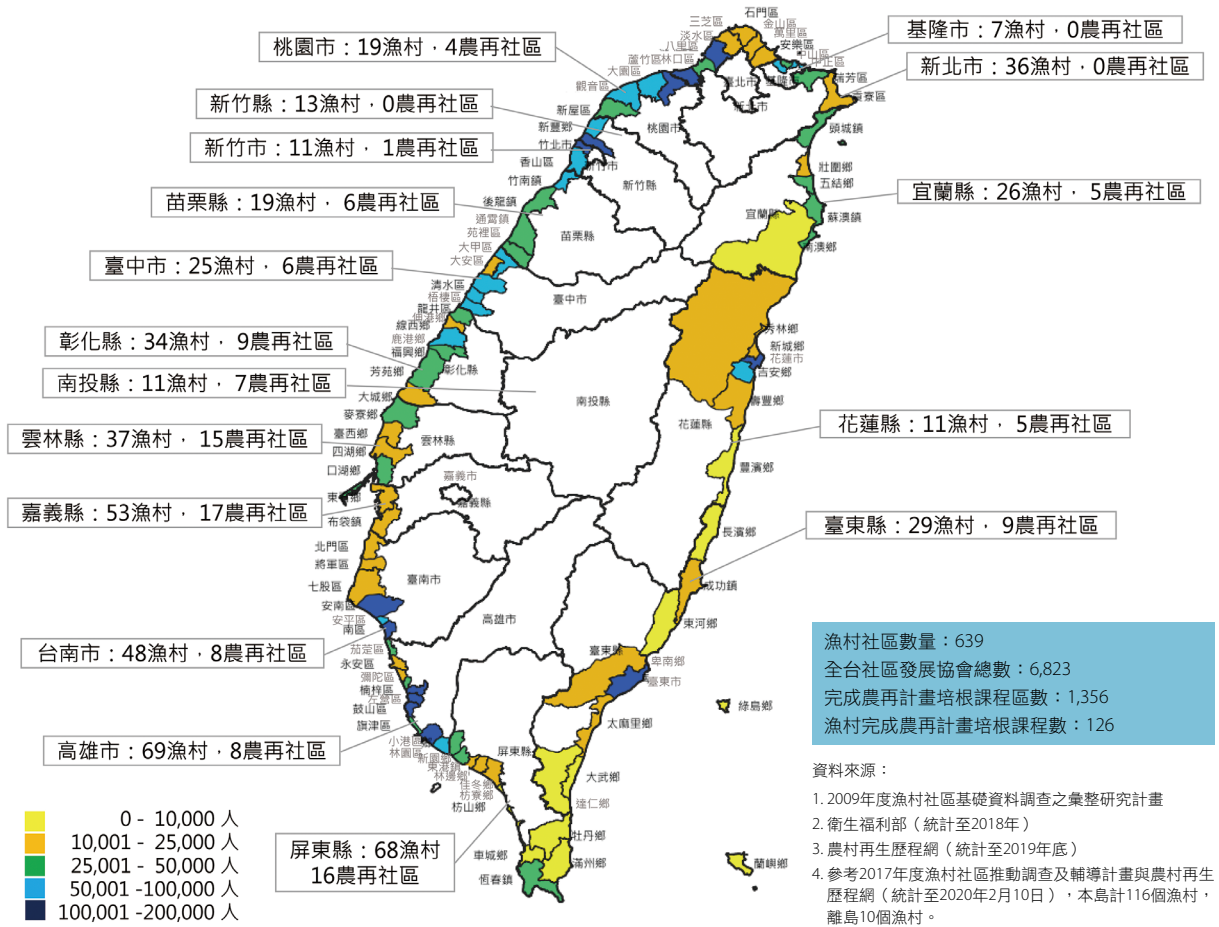 桃園市：19漁村，4農再社區
新竹縣：13漁村，0農再社區
新竹市：11漁村，1農再社區
苗栗縣：19漁村，6農再社區
臺中市：25漁村，6農再社區
彰化縣：34漁村，9農再社區
南投縣：11漁村，7農再社區
雲林縣：37漁村，15農再社區
嘉義縣：53漁村，17農再社區
台南市：48漁村，8農再社區
高雄市：69漁村，8農再社區
屏東縣：68漁村
16農再社區
基隆市：7漁村，0農再社區
新北市：36漁村，0農再社區
宜蘭縣：26漁村，5農再社區
花蓮縣：11漁村，5農再社區
臺東縣：29漁村，9農再社區
石門區
三芝區
金山區
淡水區
萬里區
八里區
安樂區
林口區
蘆竹區
中山區
中正區
大園區
瑞芳區
觀音區
臺北市
基隆市
貢寮區
新北市
新屋區
桃園市
頭城鎮
新豐鄉
竹北市
新竹市
香山區
壯圍鄉
竹南鎮
新竹縣
五結鄉
後龍鎮
宜蘭縣
蘇澳鎮
通霄鎮
苑裡區
苗栗縣
南澳鄉
大甲區
大安區
清水區
梧棲區
臺中市
龍井區
伸港鄉
線西鄉
鹿港鄉
福興鄉
秀林鄉
新城鄉
花蓮市
芳苑鄉
彰化縣
吉安鄉
大城鄉
南投縣
壽豐鄉
麥寮鄉
花蓮縣
臺西鄉
雲林縣
四湖鄉
口湖鄉
豐濱鄉
嘉義市
東石鄉
嘉義縣
布袋鎮
長濱鄉
北門區
將軍區
七股區
臺南市
成功鎮
安南區
安平區
高雄市
南區
東河鄉
茄萣區
臺東縣
永安區
卑南鄉
彌陀區
臺東市
楠梓區
左營區
鼓山區
綠島鄉
旗津區
太麻里鄉
小港區
林園區
屏東縣
新園鄉
東港鎮
林邊鄉
大武鄉
佳冬鄉
枋寮鄉
達仁鄉
枋山鄉
牡丹鄉
車城鄉
滿州鄉
蘭嶼鄉
恆春鎮
0 - 10,000 人
10,001 - 25,000 人
25,001 - 50,000 人
50,001 -100,000 人
100,001 -200,000 人
漁村社區數量：639
全台社區發展協會總數：6,823
完成農再計畫培根課程區數：1,356
漁村完成農再計畫培根課程數：126
資料來源：
1. 2009年度漁村社區基礎資料調查之彙整研究計畫
2. 衛生福利部（統計至2018年）
3. 農村再生歷程網（統計至2019年底）
4. 參考2017年度漁村社區推動調查及輔導計畫與農村再生
歷程網（統計至2020年2月10日），本島計116個漁村，
離島10個漁村。